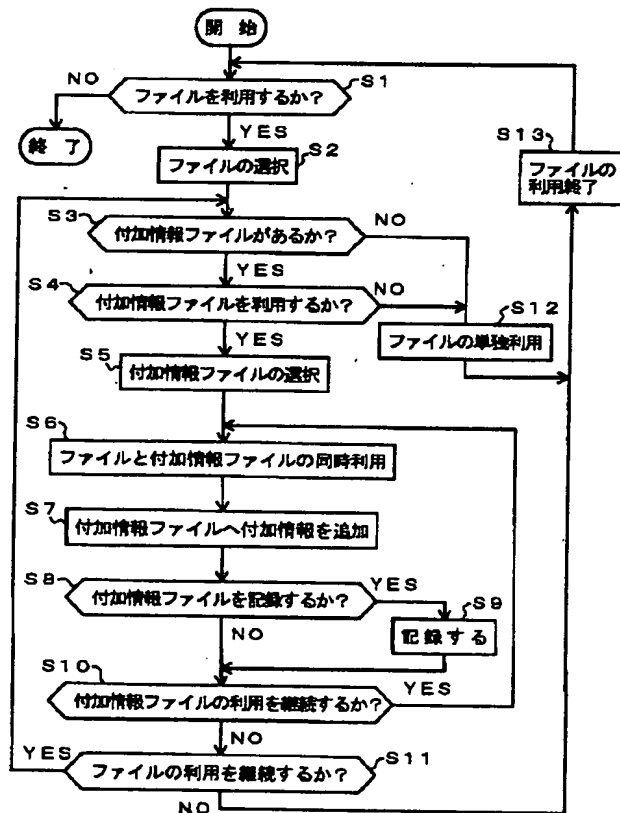 開始
NO
S1
ファイルを利用するか？
YES
終了
S2
ファイルの選択
S13
ファイルの
利用終了
S3
付加情報ファイルがあるか？
NO
YES
S4
付加情報ファイルを利用するか？
NO
YES
S12
ファイルの単独利用
S5
付加情報ファイルの選択
S6
ファイルと付加情報ファイルの同時利用
S7
付加情報ファイルへ付加情報を追加
S8
付加情報ファイルを記録するか？
YES
S9
記録する
NO
S10
付加情報ファイルの利用を継続するか？
YES
NO
YES
S11
ファイルの利用を継続するか？
NO